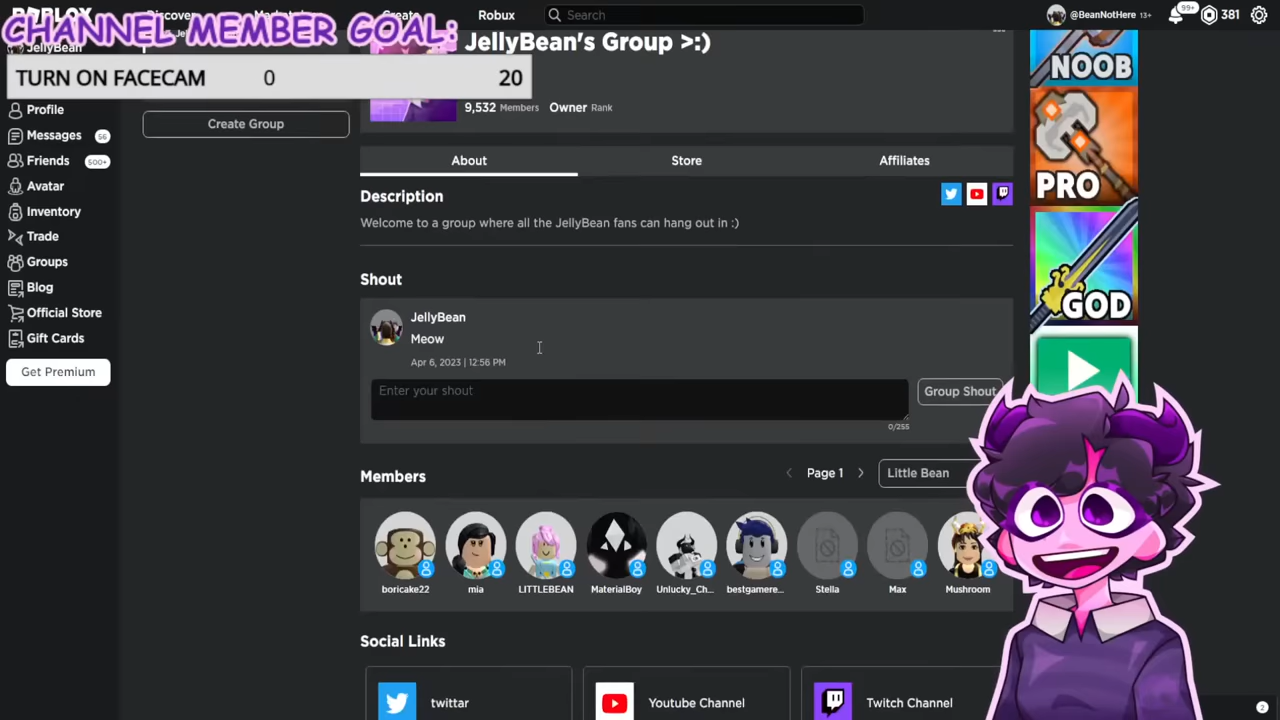 CHANNEL MEMBER GOAL:
TURN ON FACECAM 0 20
Create
Robux
Search
@BeanNotHere 13+
99+
381
JellyBean
Profile
Messages 56
Friends 500+
Avatar
Inventory
Trade
Groups
Blog
Official Store
Gift Cards
Get Premium
Create Group
JellyBean's Group >:)
9,532 Members Owner Rank
About
Store
Affiliates
Description
Welcome to a group where all the JellyBean fans can hang out in :)
Shout
JellyBean
Meow
Apr 6, 2023 | 12:56 PM
Enter your shout
Group Shout
0/255
Members
Page 1
Little Bean
boricake22
mia
LITTLEBEAN
MaterialBoy
Unlucky_Ch...
bestgamere...
Stella
Max
Mushroom
Social Links
twittar
Youtube Channel
Twitch Channel
NOOB
PRO
GOD
2